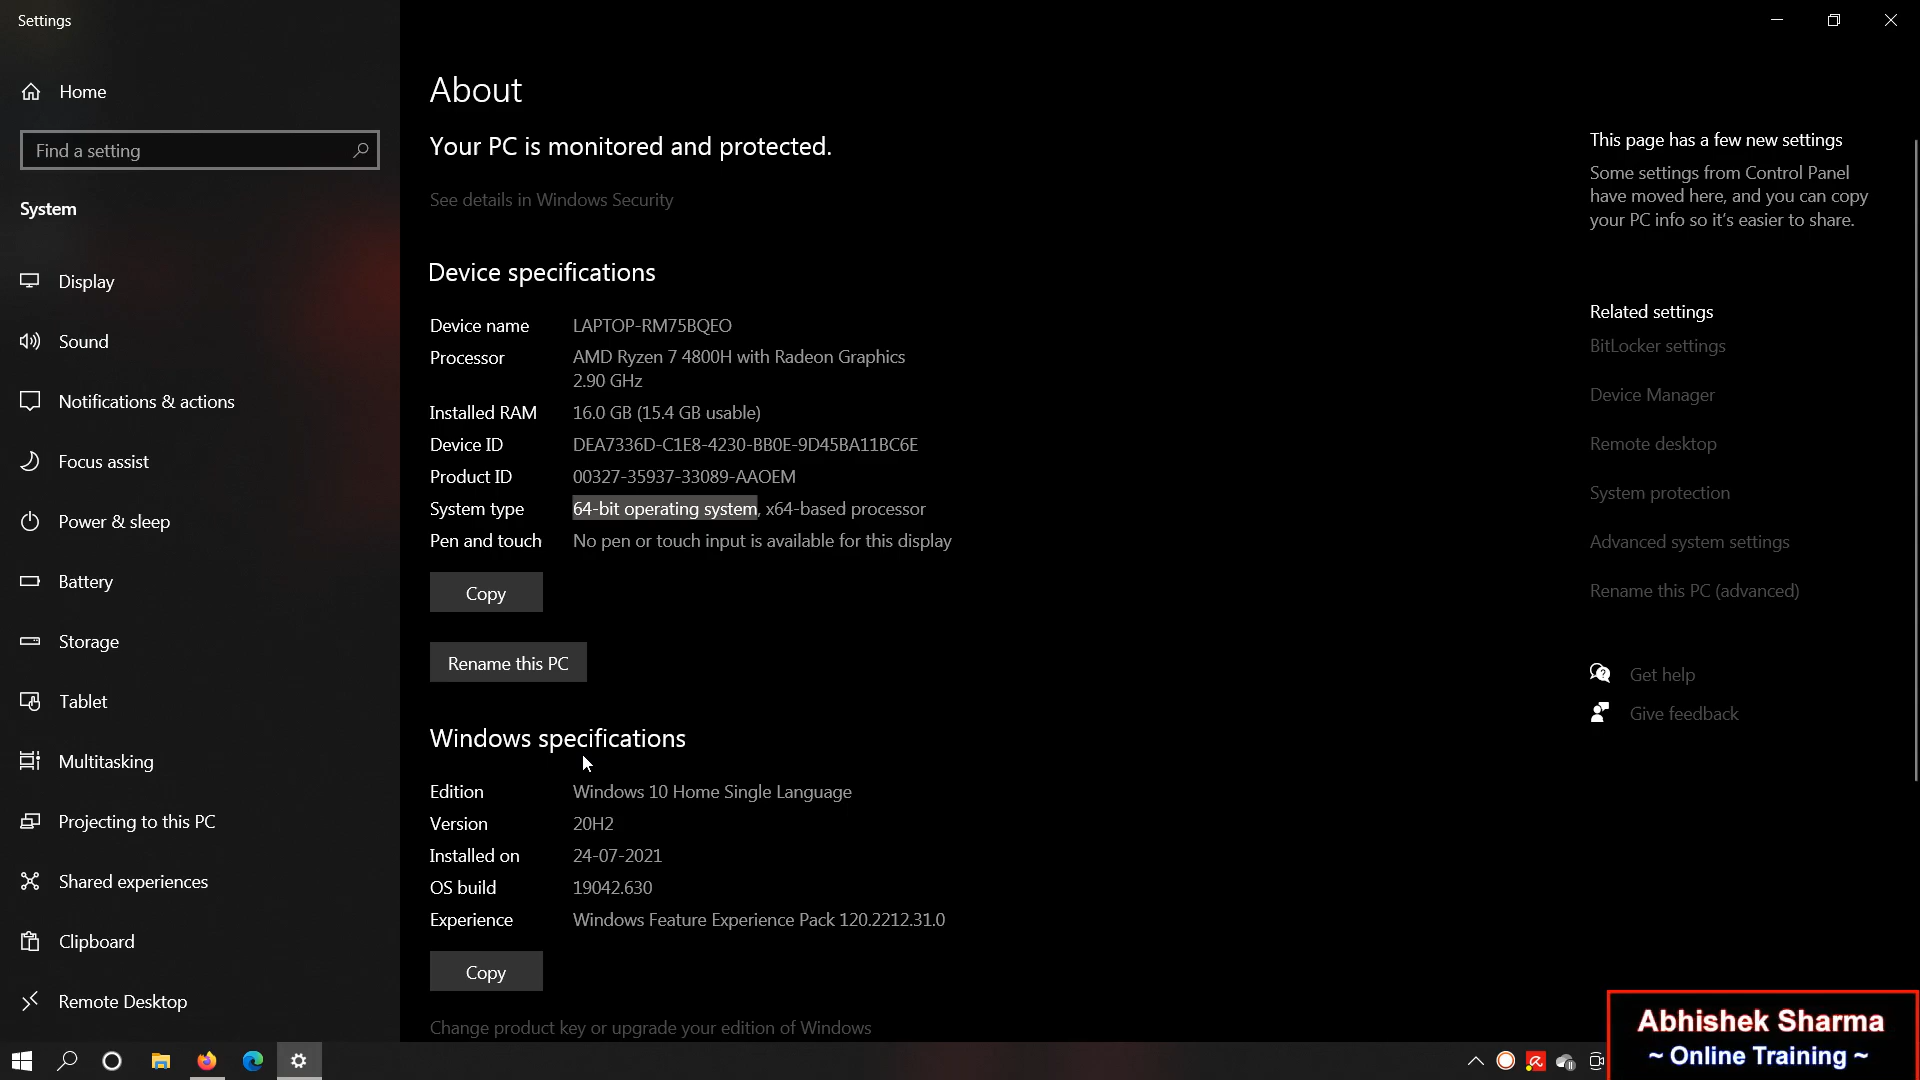 Settings
Home
Find a setting
System
Display
Sound
Notifications & actions
Focus assist
Power & sleep
Battery
Storage
Tablet
Multitasking
Projecting to this PC
Shared experiences
Clipboard
Remote Desktop
About
Your PC is monitored and protected.
See details in Windows Security
Device specifications
Device name LAPTOP-RM75BQEO
Processor AMD Ryzen 7 4800H with Radeon Graphics
2.90 GHz
Installed RAM 16.0 GB (15.4 GB usable)
Device ID DEA7336D-C1E8-4230-BB0E-9D45BA11BC6E
Product ID 00327-35937-33089-AAOEM
System type 64-bit operating system, x64-based processor
Pen and touch No pen or touch input is available for this display
Copy
Rename this PC
Windows specifications
Edition Windows 10 Home Single Language
Version 20H2
Installed on 24-07-2021
OS build 19042.630
Experience Windows Feature Experience Pack 120.2212.31.0
Copy
Change product key or upgrade your edition of Windows
This page has a few new settings
Some settings from Control Panel
have moved here, and you can copy
your PC info so it's easier to share.
Related settings
BitLocker settings
Device Manager
Remote desktop
System protection
Advanced system settings
Rename this PC (advanced)
Get help
Give feedback
Abhishek Sharma
~ Online Training ~